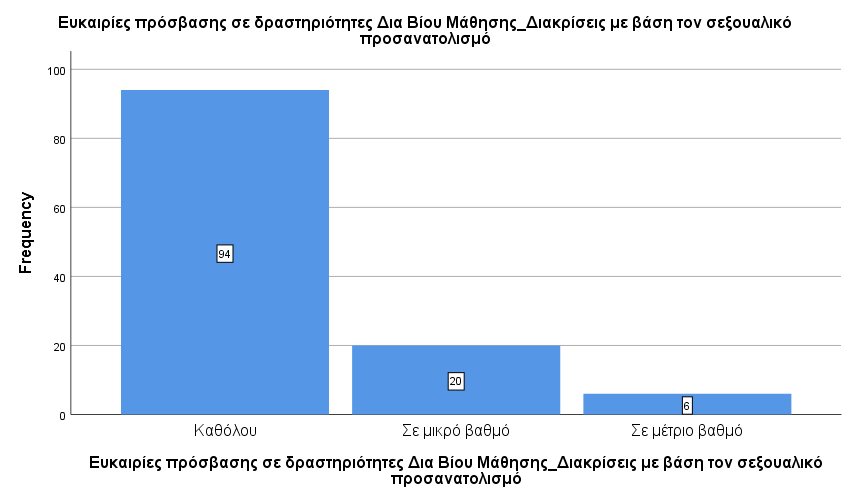 Ευκαιρίες πρόσβασης σε δραστηριότητες Δια Βίου Μάθησης_Διακρίσεις με βάση τον σεξουαλικό
προσανατολισμό
100
80
60
40
20
0
Frequency
94
20
6
Καθόλου
Σε μικρό βαθμό
Σε μέτριο βαθμό
Ευκαιρίες πρόσβασης σε δραστηριότητες Δια Βίου Μάθησης_Διακρίσεις με βάση τον σεξουαλικό
προσανατολισμό